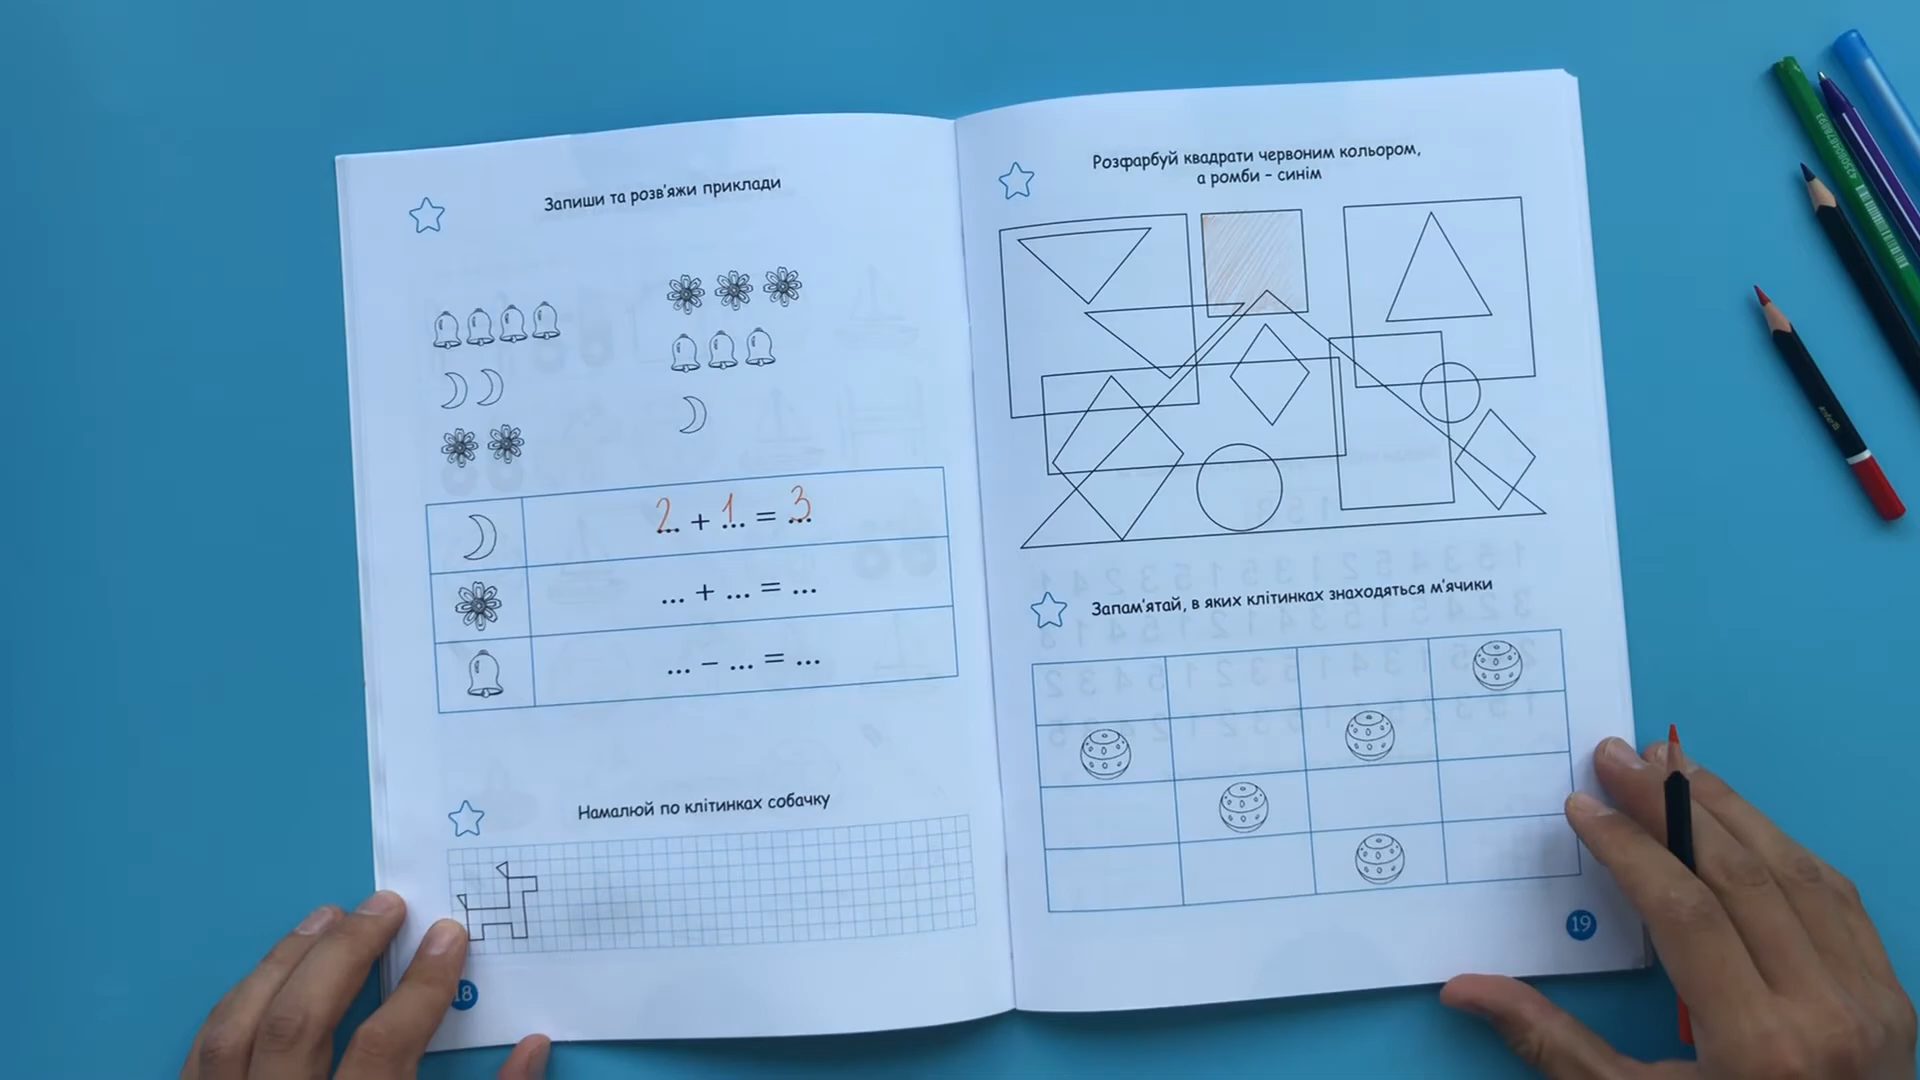 Запиши та розв'яжи приклади
2 + 1 = 3
... + ... = ...
... – ... = ...
Намалюй по клітинках собачку
18
Розфарбуй квадрати червоним кольором,
а ромби – синім
Запам'ятай, в яких клітинках знаходяться м'ячики
19